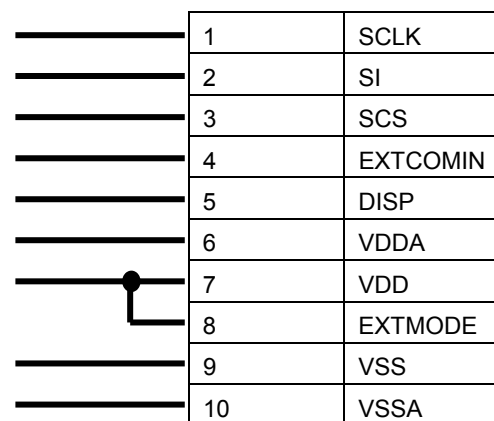 1 SCLK
2 SI
3 SCS
4 EXTCOMIN
5 DISP
6 VDDA
7 VDD
8 EXTMODE
9 VSS
10 VSSA